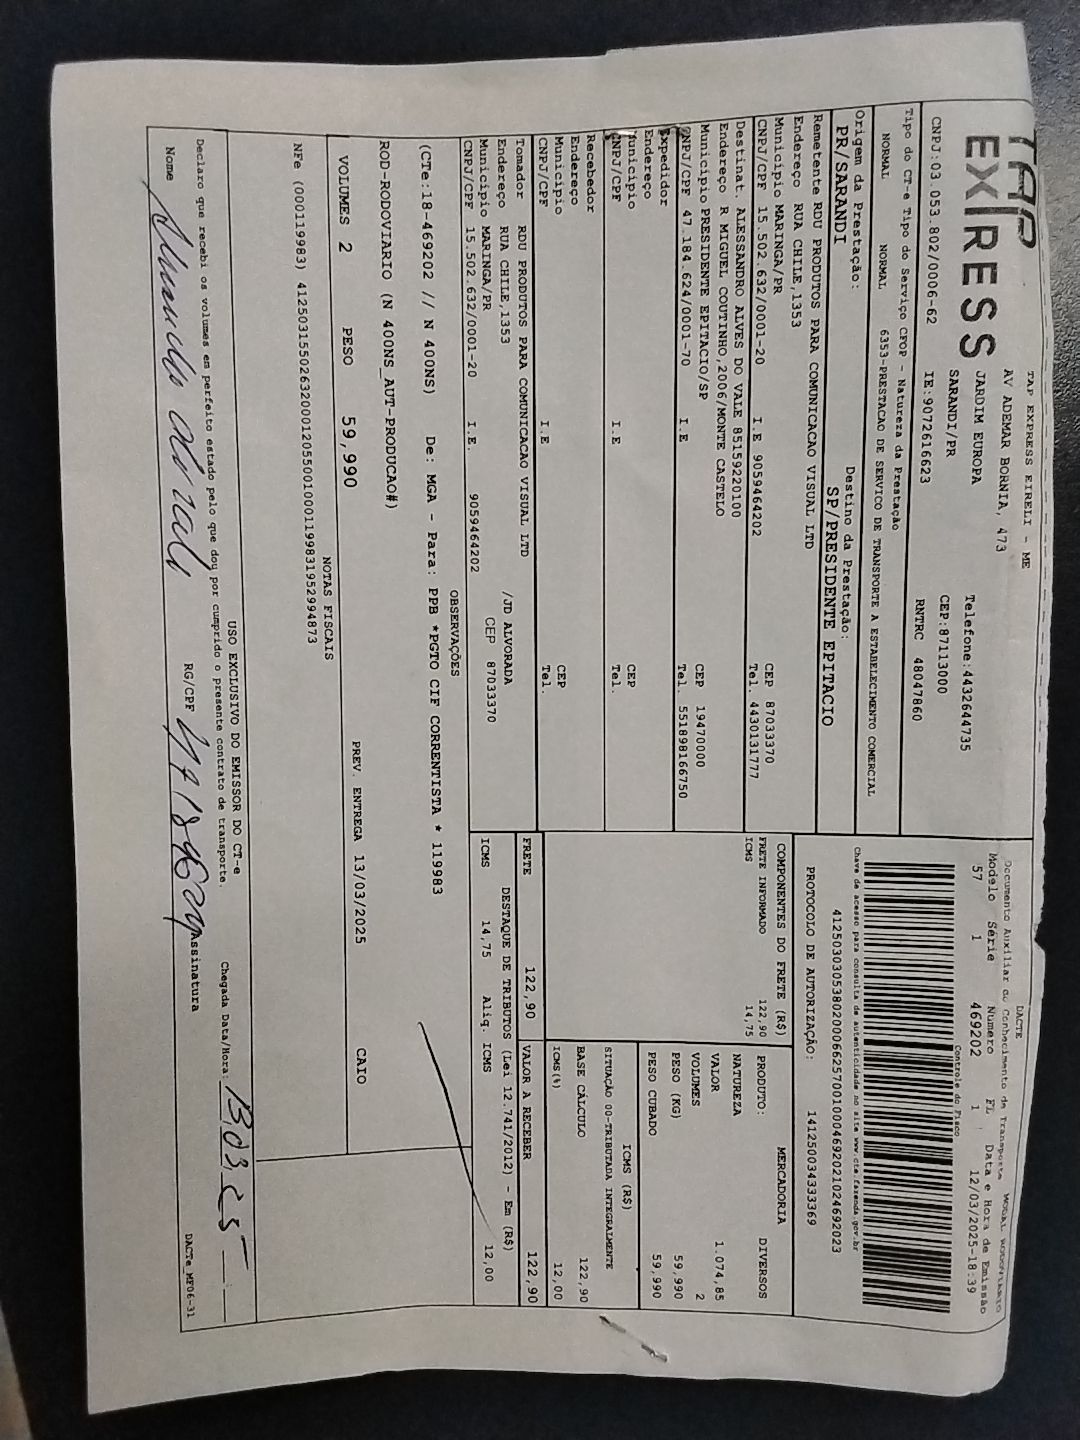 TAP
EXPRESS
TAP EXPRESS EIRELI - ME
AV ADEMAR BORNIA, 473
JARDIM EUROPA
SARANDI/PR
Telefone:4432644735
CEP:87113000
CNPJ:03.053.802/0006-62 IE:9072616623 RNTRC 48047860
Tipo do CT-e Tipo do Serviço CFOP - Natureza da Prestação
NORMAL NORMAL 6353-PRESTACAO DE SERVICO DE TRANSPORTE A ESTABELECIMENTO COMERCIAL
Origem da Prestação: Destino da Prestação:
PR/SARANDI SP/PRESIDENTE EPITACIO
DACTE
Documento Auxiliar do Conhecimento de Transporte MODAL RODOVIARIO
Modelo Série Número FL Data e Hora de Emissão
57 1 469202 1 12/03/2025-18:39
Controle do Fisco
Chave de acesso para consulta de autenticidade no site www.cte.fazenda.gov.br
41250303053802000662570010004692021024692023
PROTOCOLO DE AUTORIZAÇÃO: 141250034333369
Remetente RDU PRODUTOS PARA COMUNICACAO VISUAL LTD
Endereço RUA CHILE,1353
Município MARINGA/PR CEP 87033370
CNPJ/CPF 15.502.632/0001-20 I.E 9059464202 Tel. 44301131777
Destinat. ALESSANDRO ALVES DO VALE 85159220100
Endereço R MIGUEL COUTINHO,2006/MONTE CASTELO
Município PRESIDENTE EPITACIO/SP CEP 19470000
CNPJ/CPF 47.184.624/0001-70 I.E Tel. 551898166750
Expedidor
Endereço
Município CEP
CNPJ/CPF I.E Tel.
Recebedor
Endereço
Município CEP
CNPJ/CPF I.E Tel.
Tomador RDU PRODUTOS PARA COMUNICACAO VISUAL LTD
Endereço RUA CHILE,1353 /JD ALVORADA
Município MARINGA/PR CEP 87033370
CNPJ/CPF 15.502.632/0001-20 I.E. 9059464202
COMPONENTES DO FRETE (R$)
FRETE INFORMADO 122,90
ICMS 14,75
MERCADORIA
PRODUTO: DIVERSOS
NATUREZA
VALOR 1.074,85
VOLUMES 2
PESO (KG) 59,990
PESO CUBADO 59,990
ICMS (R$)
SITUAÇÃO 00-TRIBUTADA INTEGRALMENTE
BASE CÁLCULO 122,90
ICMS(%) 12,00
FRETE 122,90 VALOR A RECEBER 122,90
DESTAQUE DE TRIBUTOS (Lei 12.741/2012) - Em (R$)
ICMS 14,75 Aliq. ICMS 12,00
OBSERVAÇÕES
(CTe:18-469202 // N 400NS) De: MGA - Para: PPB *PGTO CIF CORRENTISTA * 119983
ROD-RODOVIARIO (N 400NS_AUT-PRODUCAO#)
VOLUMES 2 PESO 59,990 PREV. ENTREGA 13/03/2025 CAIO
NOTAS FISCAIS
NFe (000119983) 41250315502632000120550010001199831952994873
USO EXCLUSIVO DO EMISSOR DO CT-e
Declaro que recebi os volumes em perfeito estado pelo que dou por cumprido o presente contrato de transporte.
Chegada Data/Hora: 13 03 25
Nome RG/CPF Assinatura
DACTe_MF06-31